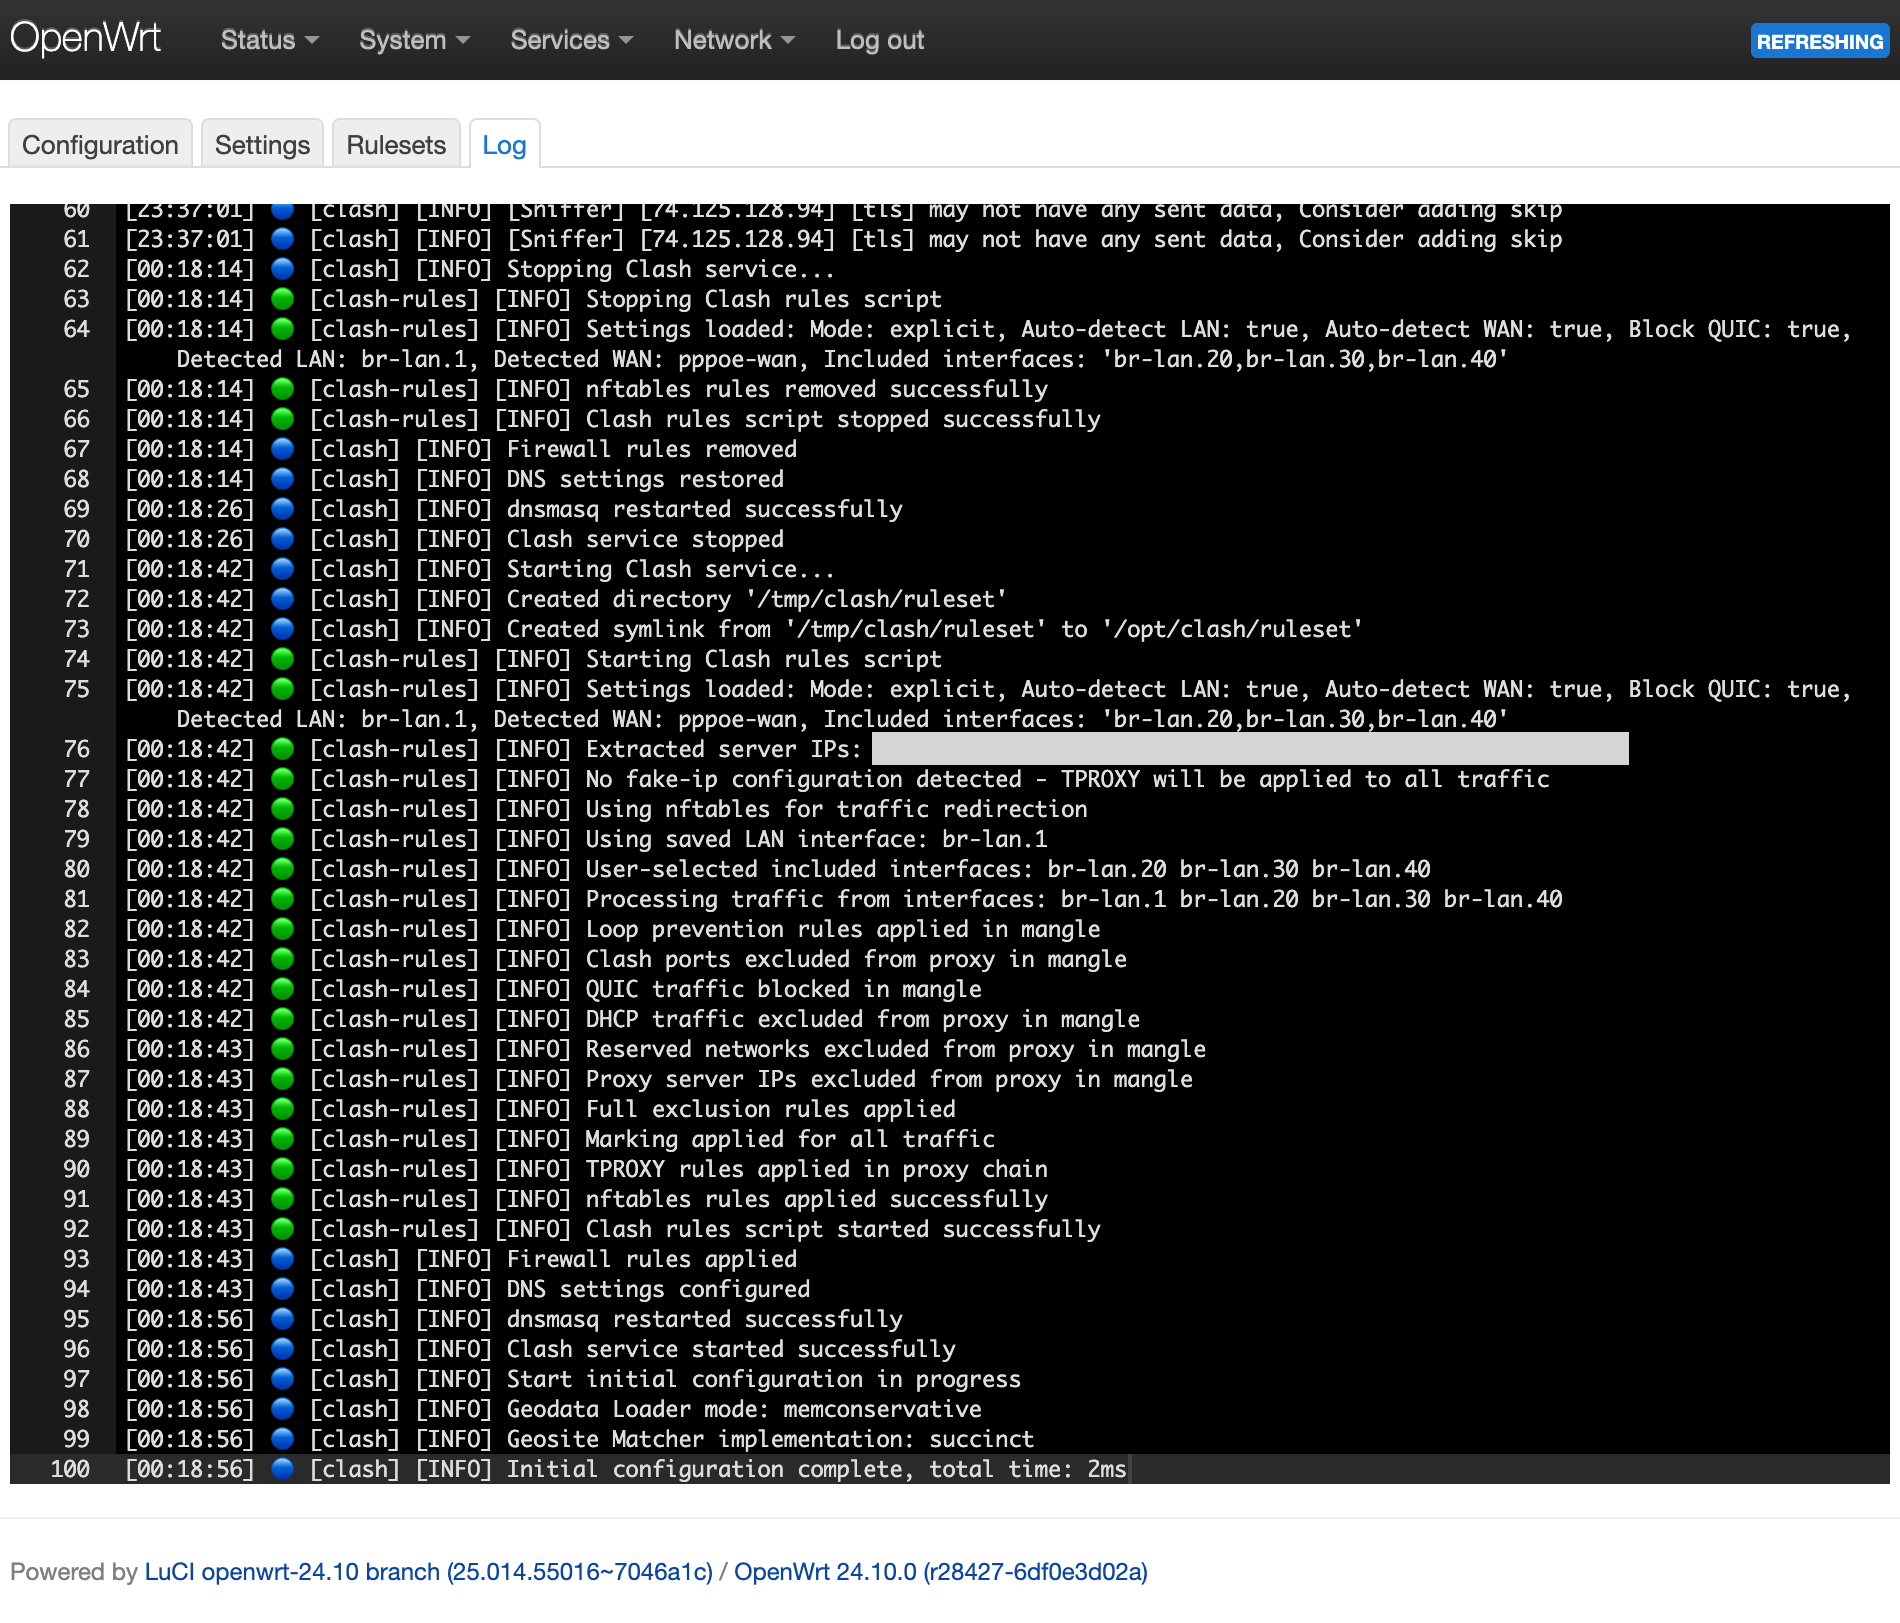 OpenWrt Status System Services Network Log out REFRESHING
Configuration Settings Rulesets Log
60 [23:37:01] [clash] [INFO] [Sniffer] [74.125.128.94] [tls] may not have any sent data, Consider adding skip
61 [23:37:01] [clash] [INFO] [Sniffer] [74.125.128.94] [tls] may not have any sent data, Consider adding skip
62 [00:18:14] [clash] [INFO] Stopping Clash service...
63 [00:18:14] [clash-rules] [INFO] Stopping Clash rules script
64 [00:18:14] [clash-rules] [INFO] Settings loaded: Mode: explicit, Auto-detect LAN: true, Auto-detect WAN: true, Block QUIC: true,
Detected LAN: br-lan.1, Detected WAN: pppoe-wan, Included interfaces: 'br-lan.20,br-lan.30,br-lan.40'
65 [00:18:14] [clash-rules] [INFO] nftables rules removed successfully
66 [00:18:14] [clash-rules] [INFO] Clash rules script stopped successfully
67 [00:18:14] [clash] [INFO] Firewall rules removed
68 [00:18:14] [clash] [INFO] DNS settings restored
69 [00:18:26] [clash] [INFO] dnsmasq restarted successfully
70 [00:18:26] [clash] [INFO] Clash service stopped
71 [00:18:42] [clash] [INFO] Starting Clash service...
72 [00:18:42] [clash] [INFO] Created directory '/tmp/clash/ruleset'
73 [00:18:42] [clash] [INFO] Created symlink from '/tmp/clash/ruleset' to '/opt/clash/ruleset'
74 [00:18:42] [clash-rules] [INFO] Starting Clash rules script
75 [00:18:42] [clash-rules] [INFO] Settings loaded: Mode: explicit, Auto-detect LAN: true, Auto-detect WAN: true, Block QUIC: true,
Detected LAN: br-lan.1, Detected WAN: pppoe-wan, Included interfaces: 'br-lan.20,br-lan.30,br-lan.40'
76 [00:18:42] [clash-rules] [INFO] Extracted server IPs:
77 [00:18:42] [clash-rules] [INFO] No fake-ip configuration detected - TPROXY will be applied to all traffic
78 [00:18:42] [clash-rules] [INFO] Using nftables for traffic redirection
79 [00:18:42] [clash-rules] [INFO] Using saved LAN interface: br-lan.1
80 [00:18:42] [clash-rules] [INFO] User-selected included interfaces: br-lan.20 br-lan.30 br-lan.40
81 [00:18:42] [clash-rules] [INFO] Processing traffic from interfaces: br-lan.1 br-lan.20 br-lan.30 br-lan.40
82 [00:18:42] [clash-rules] [INFO] Loop prevention rules applied in mangle
83 [00:18:42] [clash-rules] [INFO] Clash ports excluded from proxy in mangle
84 [00:18:42] [clash-rules] [INFO] QUIC traffic blocked in mangle
85 [00:18:42] [clash-rules] [INFO] DHCP traffic excluded from proxy in mangle
86 [00:18:43] [clash-rules] [INFO] Reserved networks excluded from proxy in mangle
87 [00:18:43] [clash-rules] [INFO] Proxy server IPs excluded from proxy in mangle
88 [00:18:43] [clash-rules] [INFO] Full exclusion rules applied
89 [00:18:43] [clash-rules] [INFO] Marking applied for all traffic
90 [00:18:43] [clash-rules] [INFO] TPROXY rules applied in proxy chain
91 [00:18:43] [clash-rules] [INFO] nftables rules applied successfully
92 [00:18:43] [clash-rules] [INFO] Clash rules script started successfully
93 [00:18:43] [clash] [INFO] Firewall rules applied
94 [00:18:43] [clash] [INFO] DNS settings configured
95 [00:18:56] [clash] [INFO] dnsmasq restarted successfully
96 [00:18:56] [clash] [INFO] Clash service started successfully
97 [00:18:56] [clash] [INFO] Start initial configuration in progress
98 [00:18:56] [clash] [INFO] Geodata Loader mode: memconservative
99 [00:18:56] [clash] [INFO] Geosite Matcher implementation: succinct
100 [00:18:56] [clash] [INFO] Initial configuration complete, total time: 2ms
Powered by LuCI openwrt-24.10 branch (25.014.55016~7046a1c) / OpenWrt 24.10.0 (r28427-6df0e3d02a)